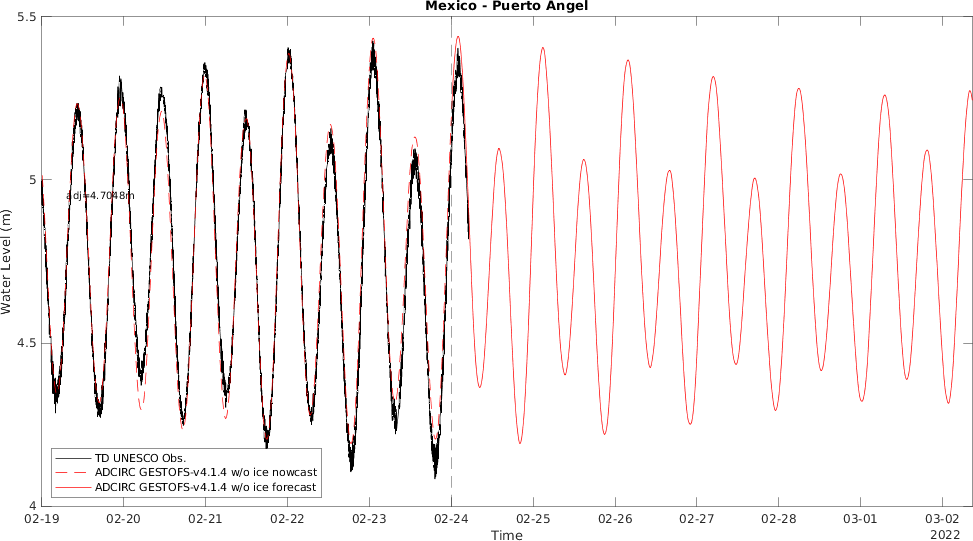 Mexico - Puerto Angel
5.5
5
4.5
4
Water Level (m)
adj=4.7048m
TD UNESCO Obs.
ADCIRC GESTOFS-v4.1.4 w/o ice nowcast
ADCIRC GESTOFS-v4.1.4 w/o ice forecast
02-19 02-20 02-21 02-22 02-23 02-24 02-25 02-26 02-27 02-28 03-01 03-02
Time
2022